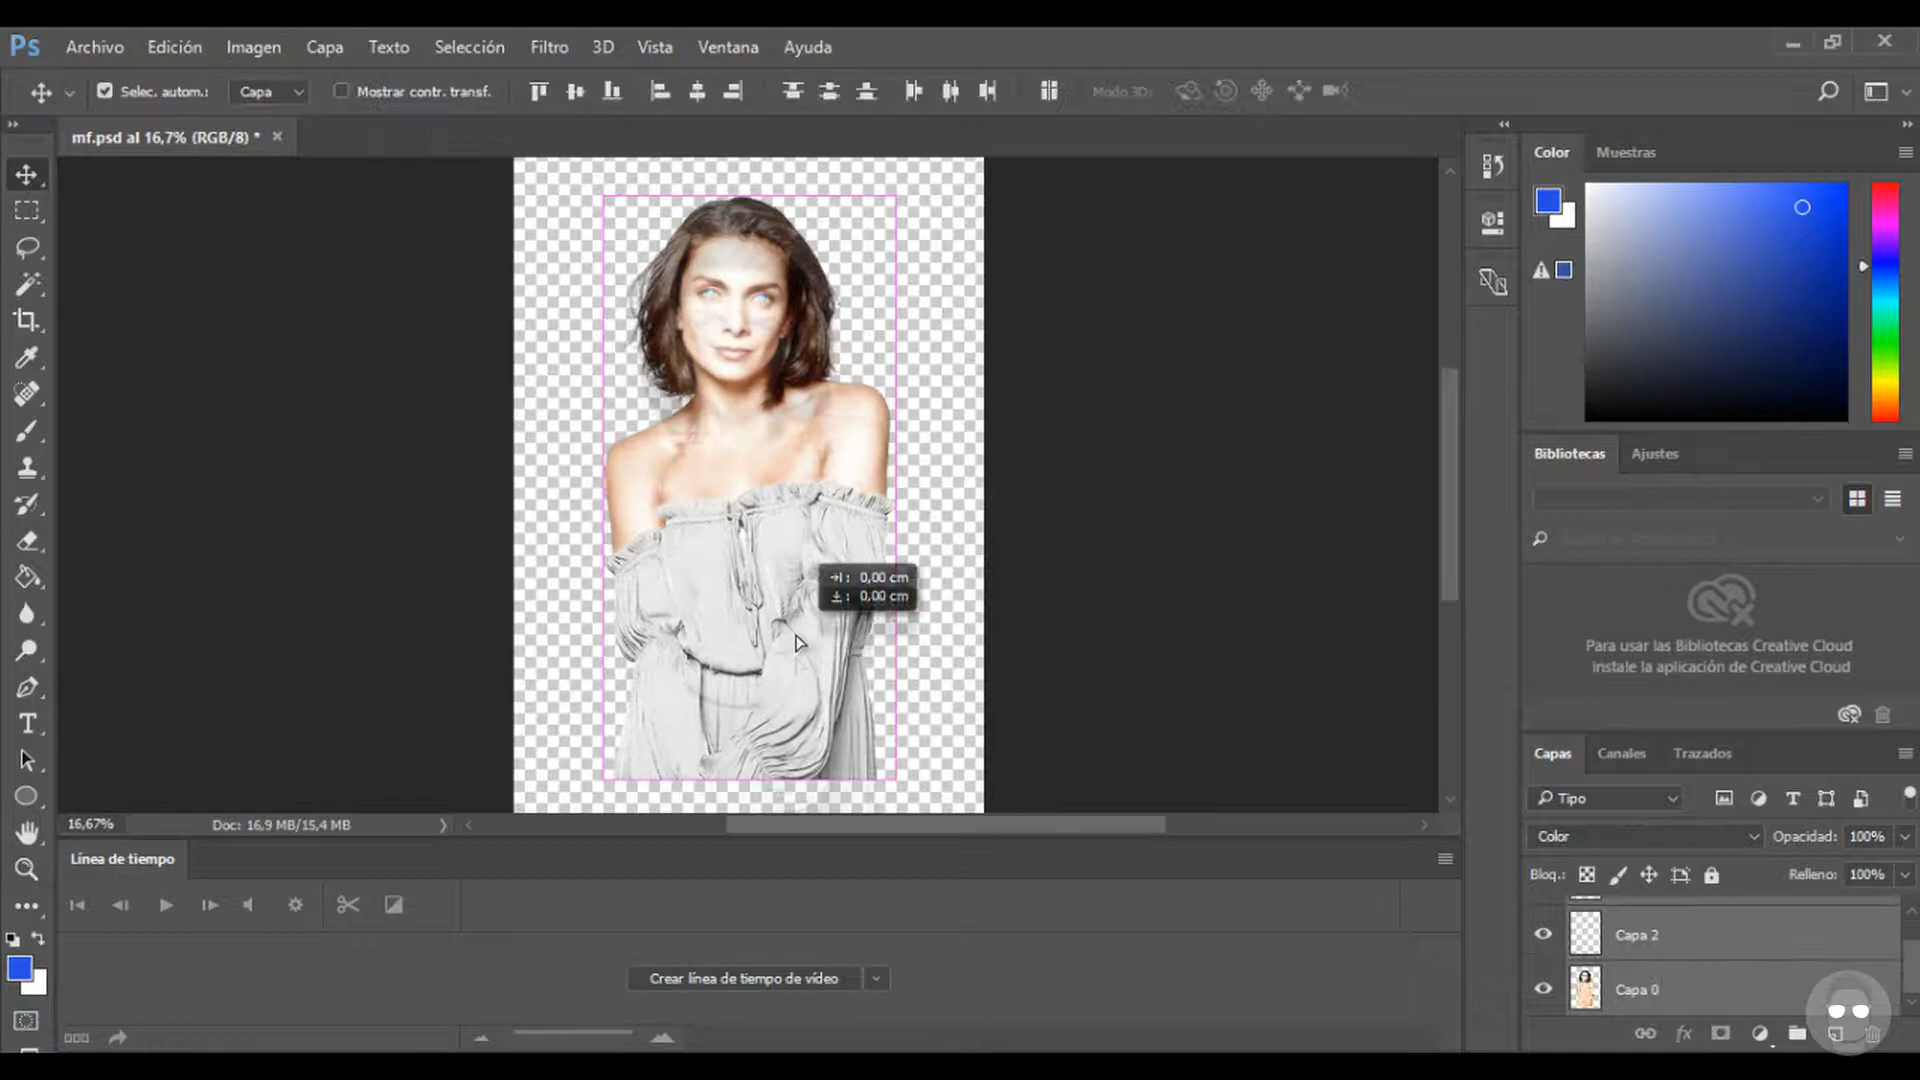 Ps Archivo Edición Imagen Capa Texto Selección Filtro 3D Vista Ventana Ayuda
Selec. autom.: Capa Mostrar contr. transf. Modo 3D:
mf.psd al 16,7% (RGB/8) *
Color Muestras
0,00 cm
0,00 cm
Bibliotecas Ajustes
Para usar las Bibliotecas Creative Cloud
instale la aplicación de Creative Cloud
Capas Canales Trazados
Tipo
Color Opacidad: 100%
Bloq.: Relleno: 100%
Capa 2
Capa 0
16,67% Doc: 16,9 MB/15,4 MB
Línea de tiempo
Crear línea de tiempo de vídeo